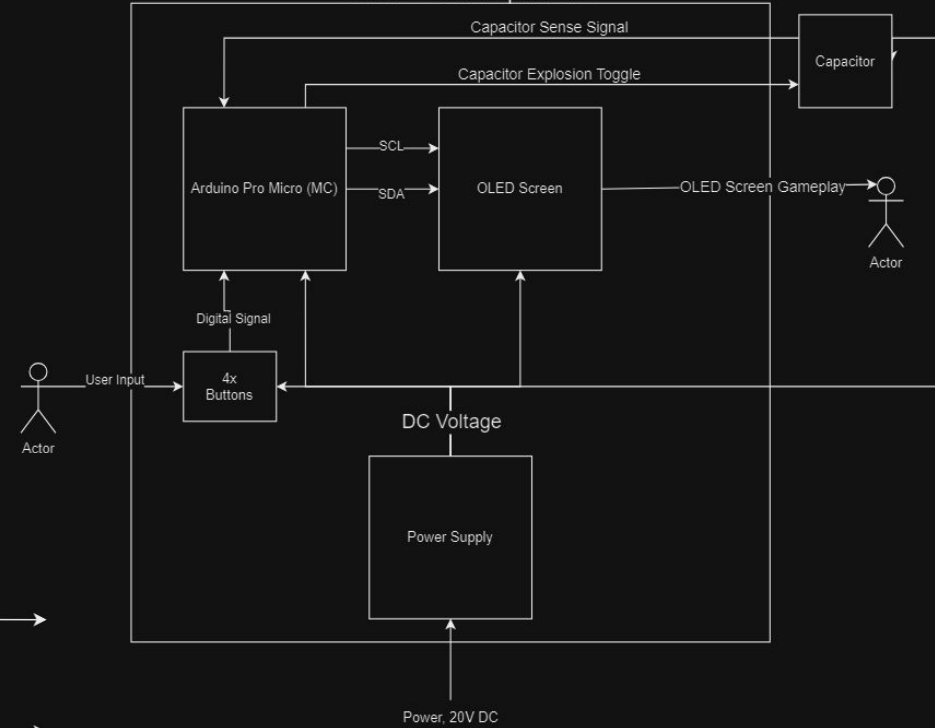 Capacitor Sense Signal
Capacitor
Capacitor Explosion Toggle
SCL
Arduino Pro Micro (MC)
OLED Screen
OLED Screen Gameplay
SDA
Actor
Digital Signal
User Input
4x
Buttons
DC Voltage
Actor
Power Supply
Power, 20V DC